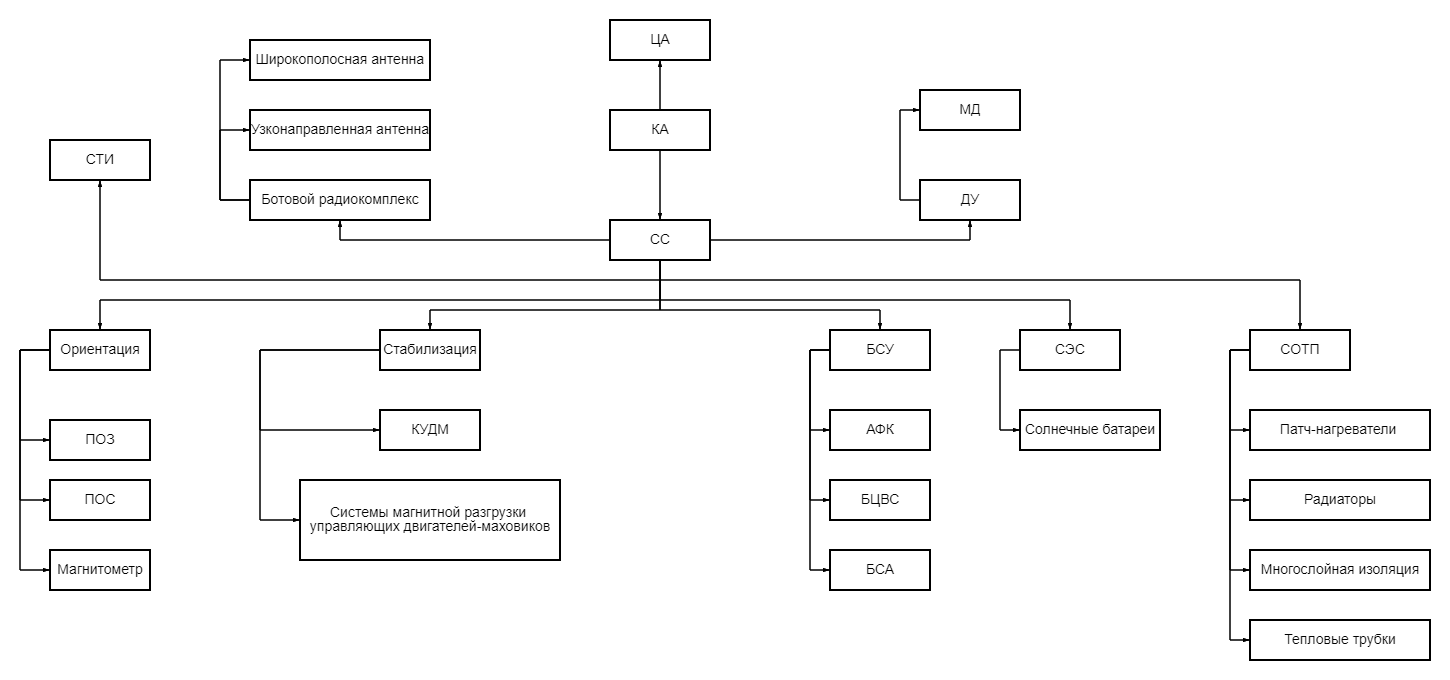 ЦА
Широкополосная антенна
МД
Узконаправленная антенна
КА
СТИ
Ботовой радиокомплекс
ДУ
СС
Ориентация
Стабилизация
БСУ
СЭС
СОТП
ПОЗ
КУДМ
АФК
Солнечные батареи
Патч-нагреватели
ПОС
Системы магнитной разгрузки
управляющих двигателей-маховиков
БЦВС
Радиаторы
Магнитометр
БСА
Многослойная изоляция
Тепловые трубки